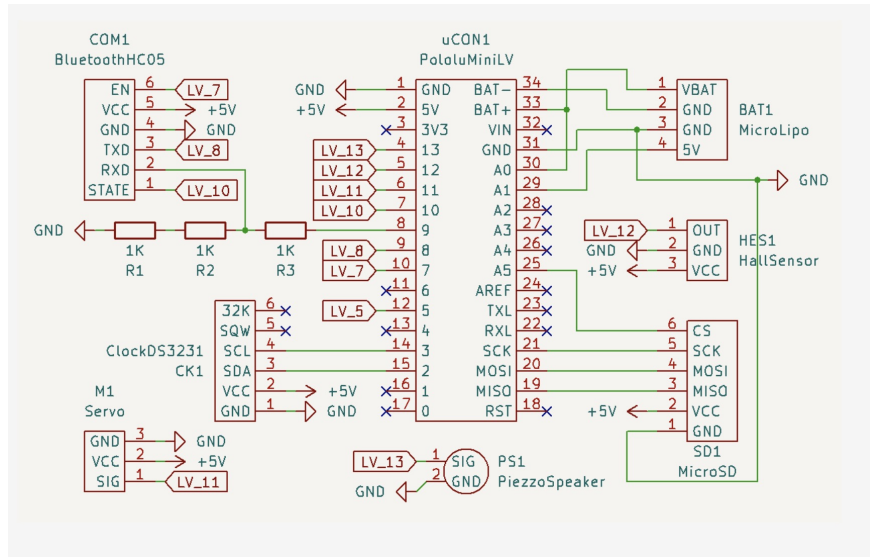 COM1
BluetoothHC05
EN 6 LV_7
VCC 5 +5V
GND 4 GND
TXD 3 LV_8
RXD 2
STATE 1 LV_10
GND
1K
R1
1K
R2
1K
R3
uCON1
PololuMiniLV
GND 1 GND
+5V 2 5V
3 3V3
LV_13 4 13
LV_12 5 12
LV_11 6 11
LV_10 7 10
8 9
LV_8 9 8
LV_7 10 7
11 6
LV_5 12 5
13 4
14 3
15 2
16 1
17 0
BAT- 34
BAT+ 33
VIN 32
GND 31
A0 30
A1 29
A2 28
A3 27
A4 26
A5 25
AREF 24
TXL 23
RXL 22
SCK 21
MOSI 20
MISO 19
RST 18
1 VBAT
2 GND
3 GND
4 5V
BAT1
MicroLipo
GND
LV_12 1 OUT
GND 2 GND
+5V 3 VCC
HES1
HallSensor
ClockDS3231
CK1
32K 6
SQW 5
SCL 4
SDA 3
VCC 2 +5V
GND 1 GND
M1
Servo
GND 3 GND
VCC 2 +5V
SIG 1 LV_11
LV_13 1 SIG
GND 2 GND
PS1
PiezzoSpeaker
6 CS
5 SCK
4 MOSI
3 MISO
+5V 2 VCC
1 GND
SD1
MicroSD